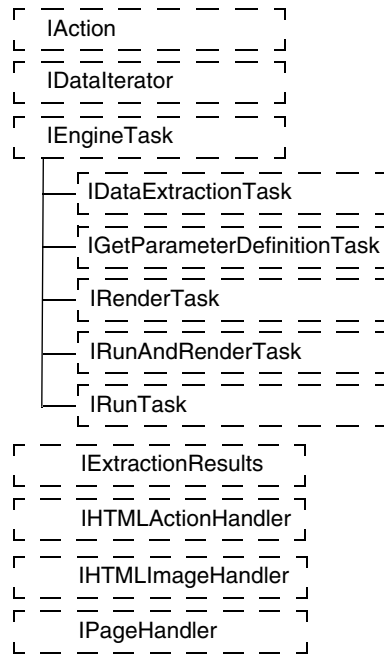 IAction
IDataIterator
IEngineTask
IDataExtractionTask
IGetParameterDefinitionTask
IRenderTask
IRunAndRenderTask
IRunTask
IExtractionResults
IHTMLActionHandler
IHTMLImageHandler
IPageHandler